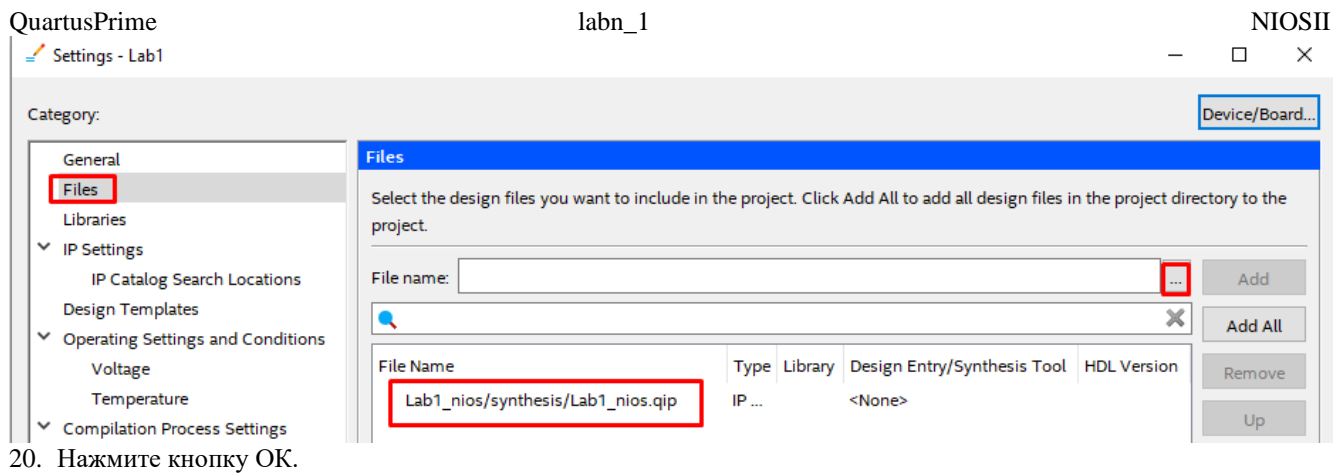 QuartusPrime labn_1 NIOSII
Settings - Lab1
Category:
Device/Board...
General
Files
Libraries
IP Settings
IP Catalog Search Locations
Design Templates
Operating Settings and Conditions
Voltage
Temperature
Compilation Process Settings
Files
Select the design files you want to include in the project. Click Add All to add all design files in the project directory to the
project.
File name: ... Add
Add All
File Name Type Library Design Entry/Synthesis Tool HDL Version
Remove
Lab1_nios/synthesis/Lab1_nios.qip IP ... <None>
Up
20. Нажмите кнопку ОК.